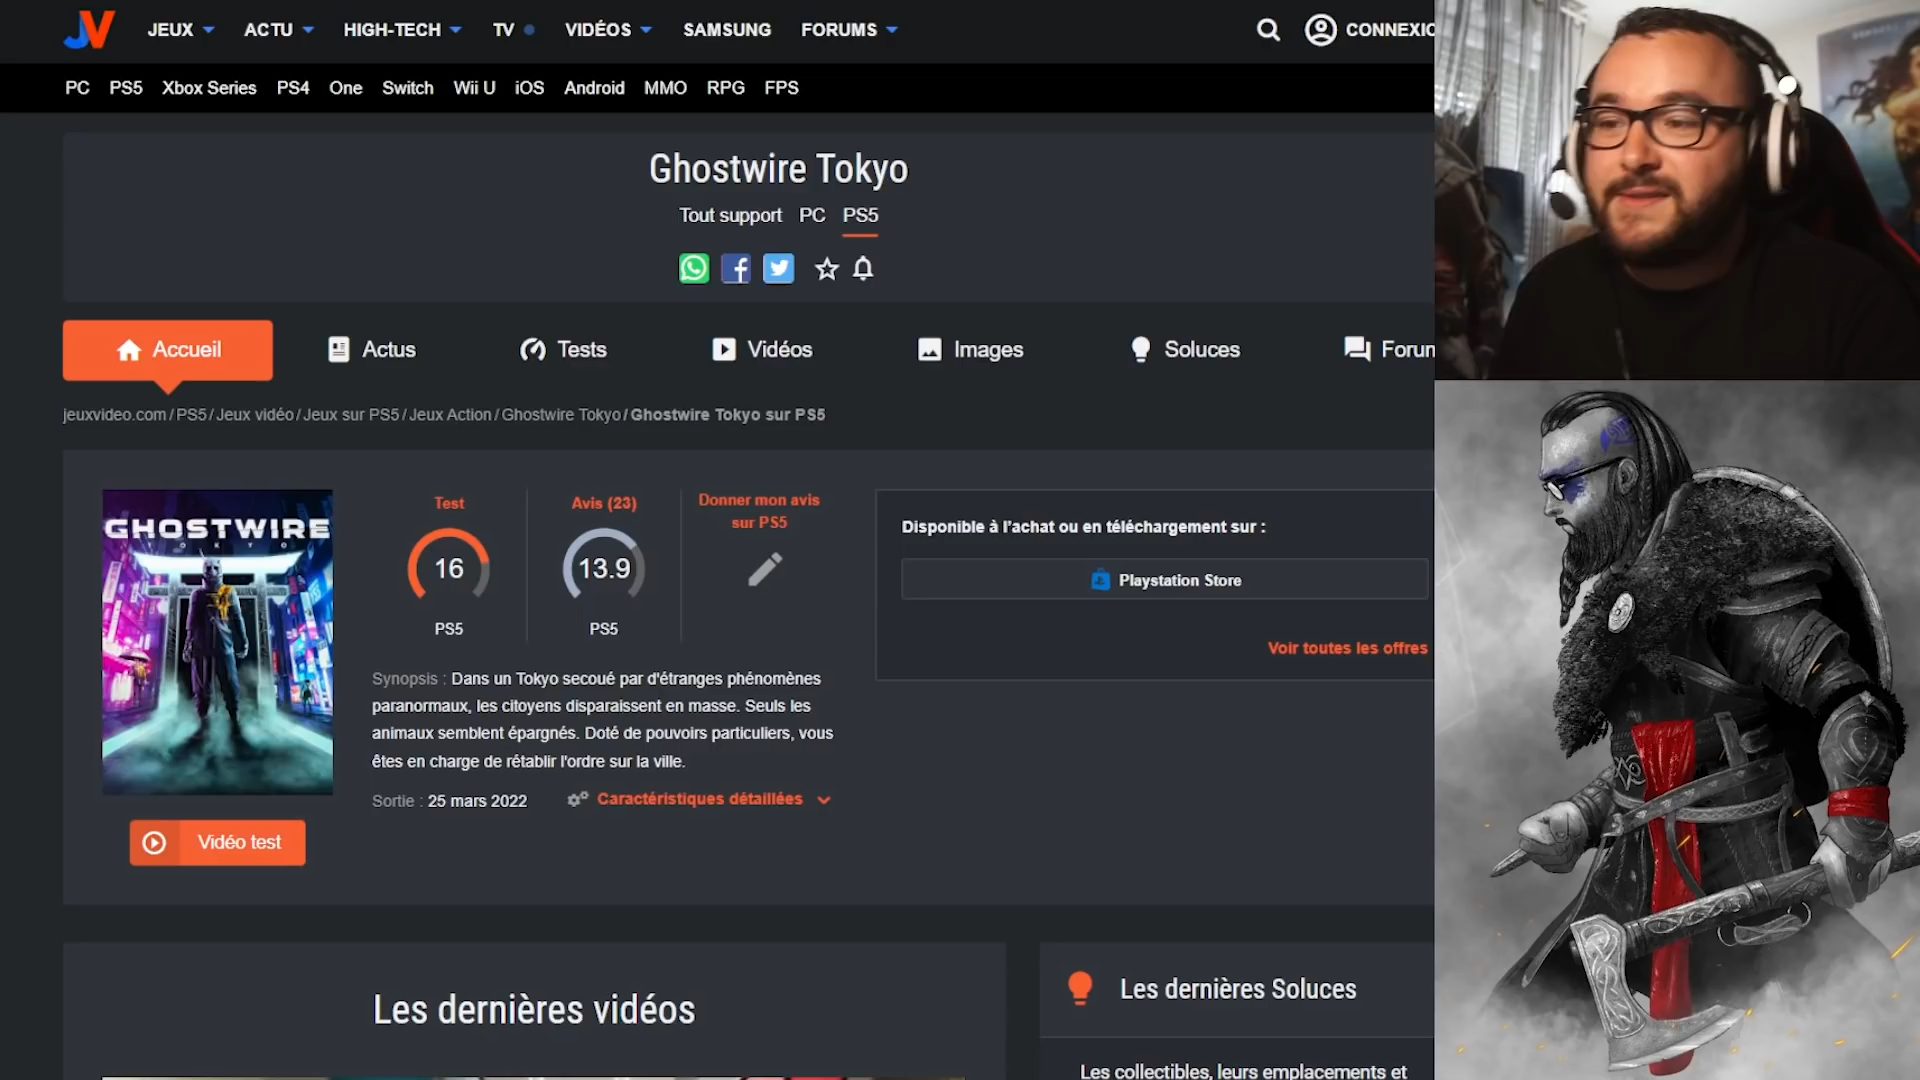 JV JEUX ACTU HIGH-TECH TV VIDÉOS SAMSUNG FORUMS
PC PS5 Xbox Series PS4 One Switch Wii U iOS Android MMO RPG FPS
Ghostwire Tokyo
Tout support PC PS5
Accueil Actus Tests Vidéos Images Soluces
jeuxvideo.com / PS5 / Jeux vidéo / Jeux sur PS5 / Jeux Action / Ghostwire Tokyo / Ghostwire Tokyo sur PS5
GHOSTWIRE
TOKYO
Vidéo test
Test
16
PS5
Avis (23)
13.9
PS5
Donner mon avis
sur PS5
Synopsis : Dans un Tokyo secoué par d'étranges phénomènes
paranormaux, les citoyens disparaissent en masse. Seuls les
animaux semblent épargnés. Doté de pouvoirs particuliers, vous
êtes en charge de rétablir l'ordre sur la ville.
Sortie : 25 mars 2022 Caractéristiques détaillées
Disponible à l'achat ou en téléchargement sur :
Playstation Store
Voir toutes les offres
Les dernières vidéos
Les dernières Soluces
Les collectibles, leurs emplacements et